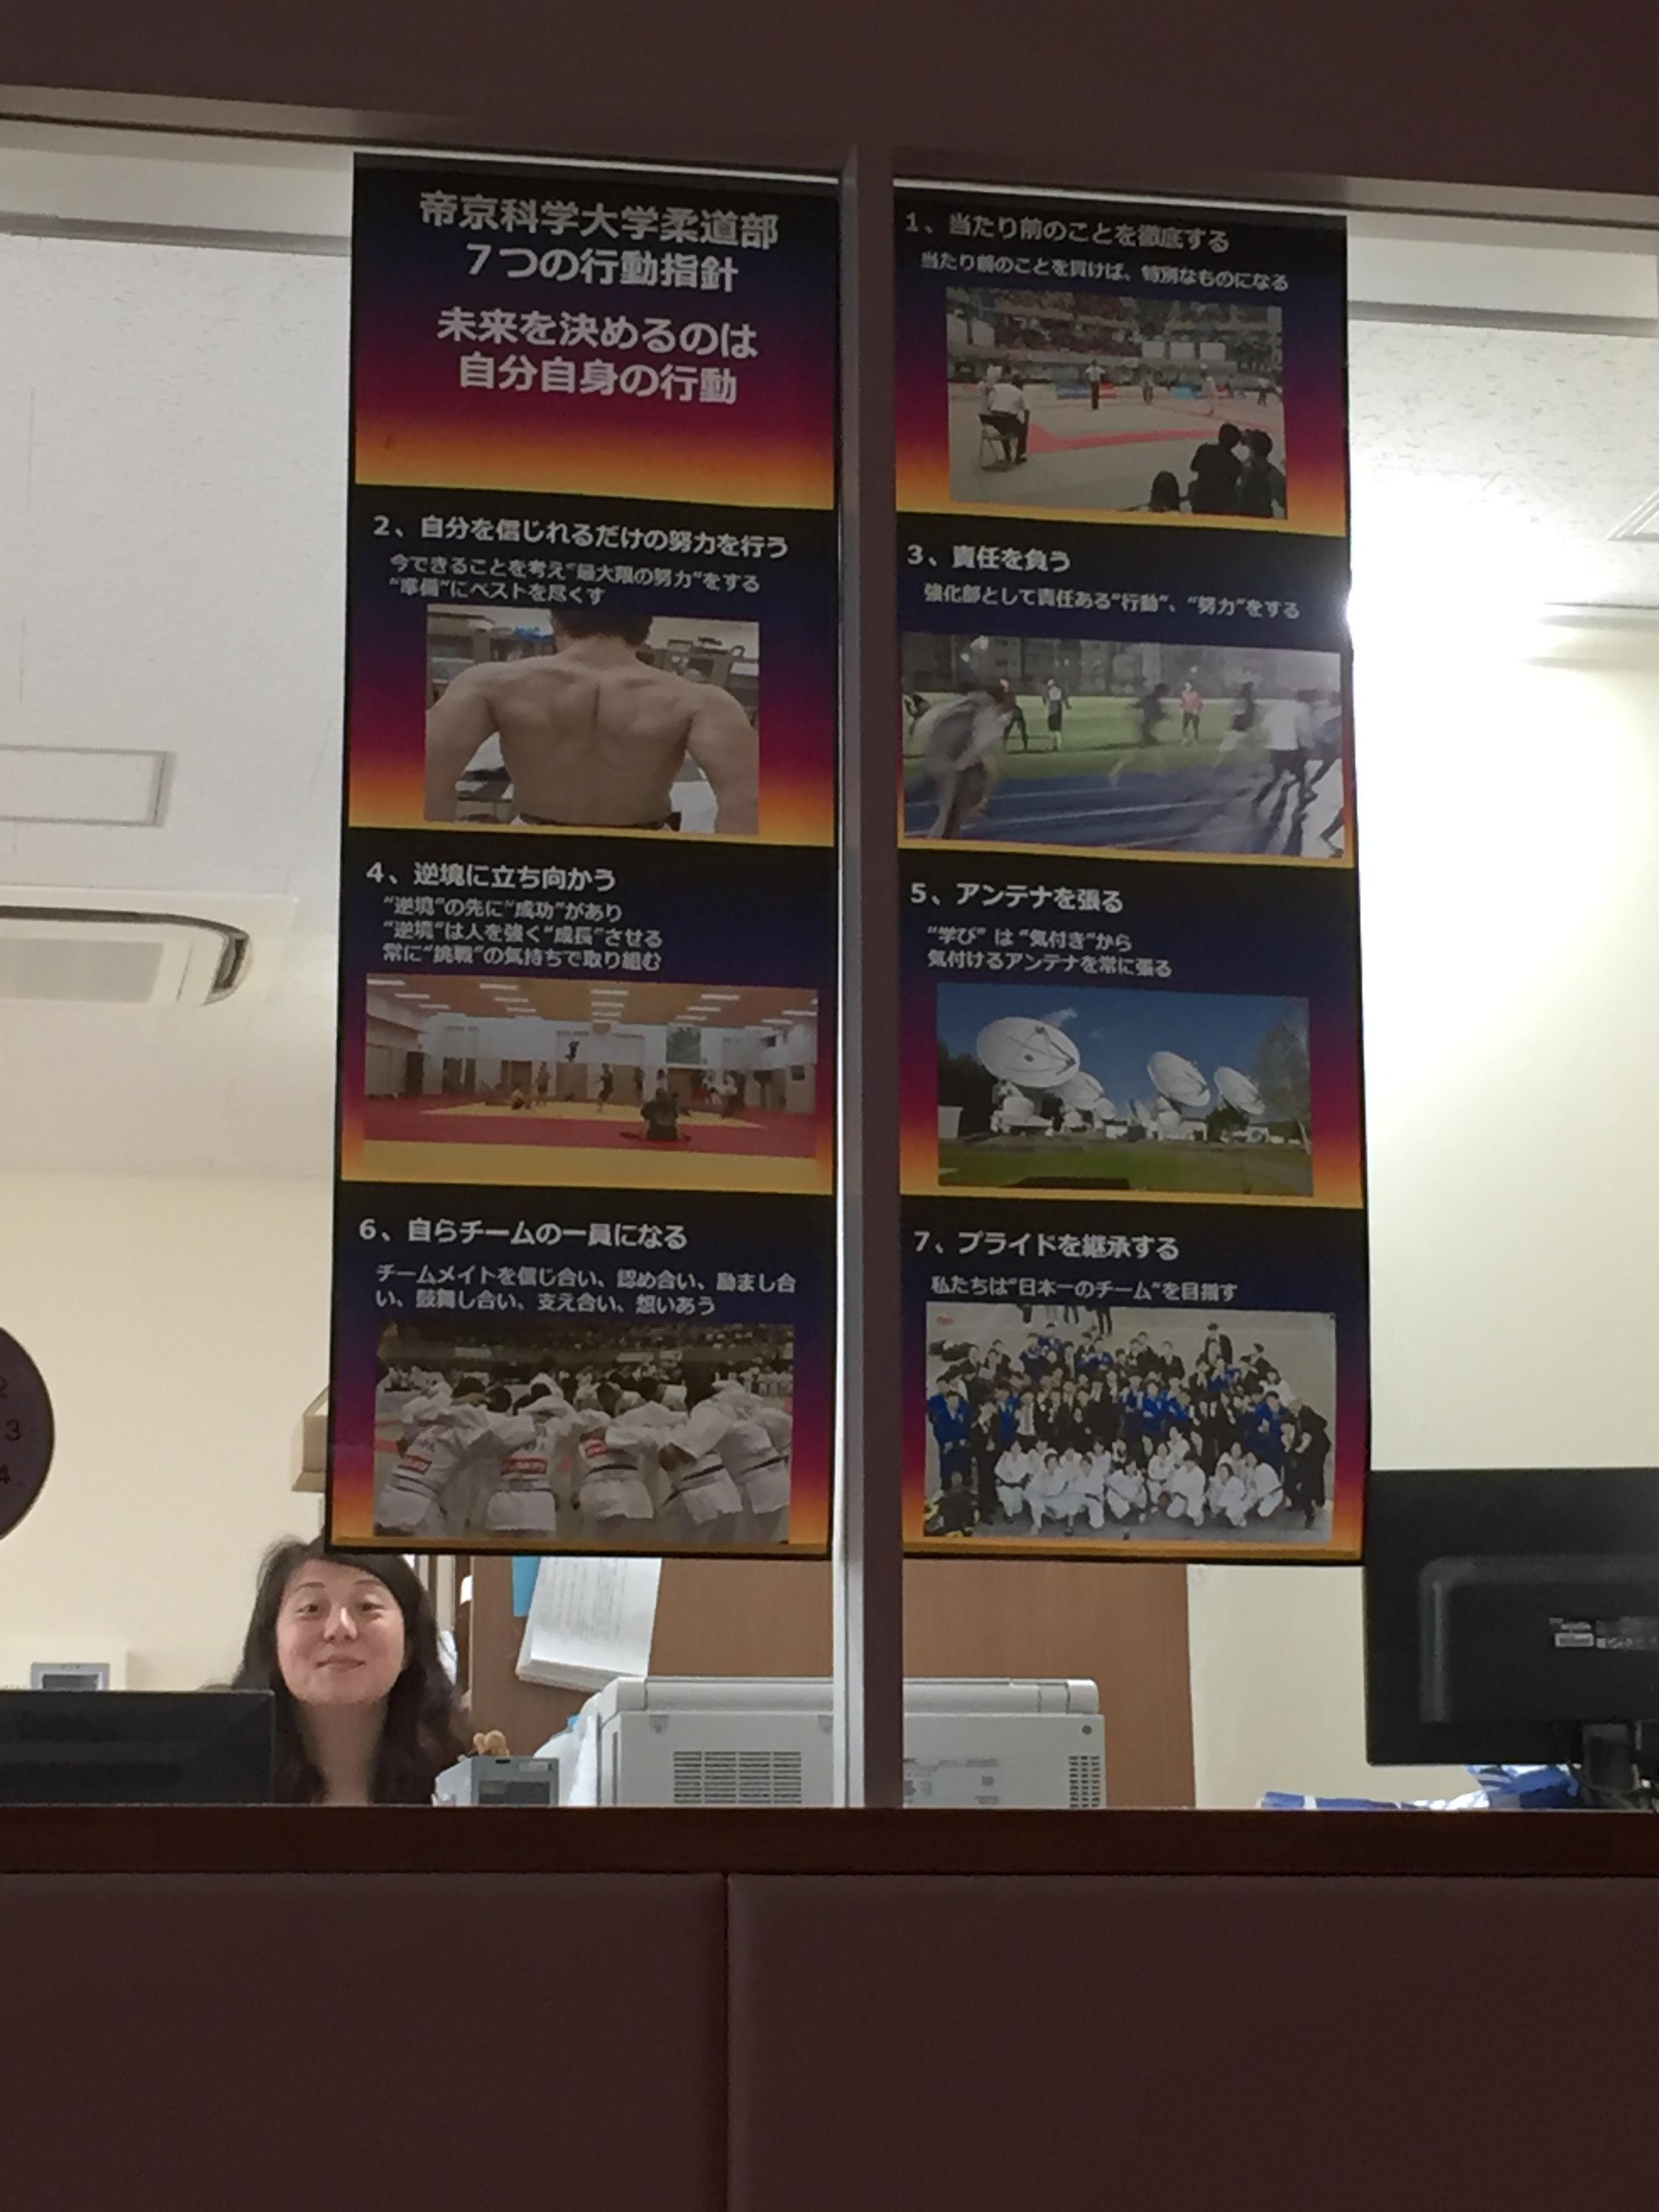 帝京科学大学柔道部
7つの行動指針
未来を決めるのは
自分自身の行動
1、当たり前のことを徹底する
当たり前のことを貫けば、特別なものになる
2、自分を信じれるだけの努力を行う
今できることを考え“最大限の努力”をする
“準備”にベストを尽くす
3、責任を負う
強化部として責任ある“行動”、“努力”をする
4、逆境に立ち向かう
“逆境”の先に“成功”があり
“逆境”は人を強く“成長”させる
常に“挑戦”の気持ちで取り組む
5、アンテナを張る
“学び” は “気付き”から
気付けるアンテナを常に張る
6、自らチームの一員になる
チームメイトを信じ合い、認め合い、励まし合
い、鼓舞し合い、支え合い、想いあう
7、プライドを継承する
私たちは“日本一のチーム”を目指す
2
3
4